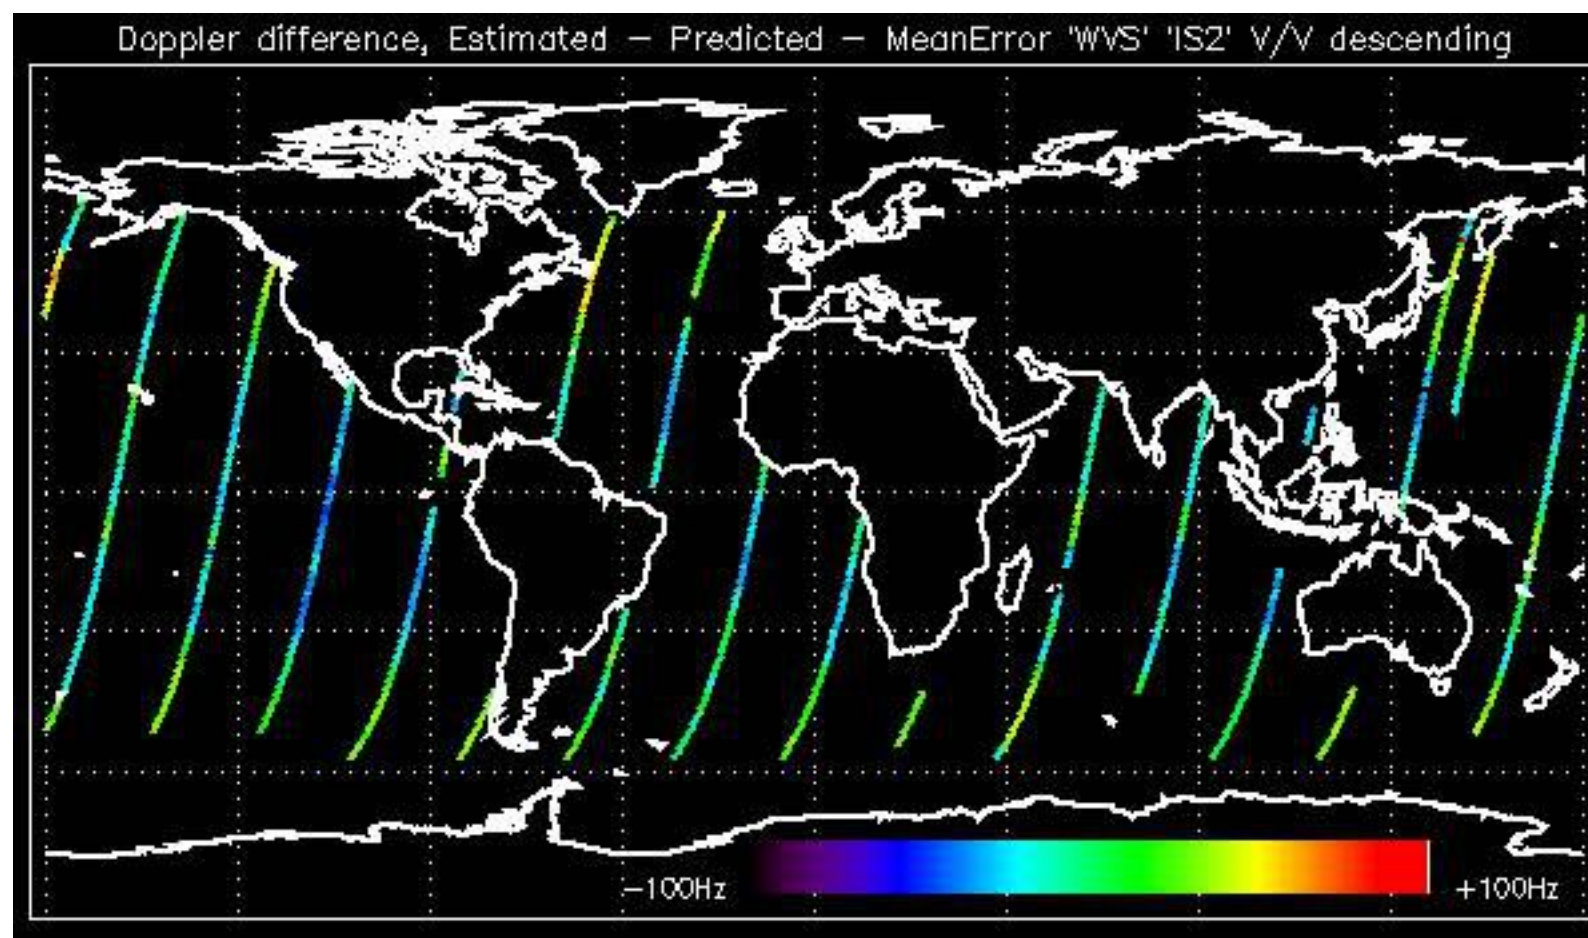 Doppler difference, Estimated – Predicted – MeanError 'WVS' 'IS2' V/V descending
–100Hz +100Hz